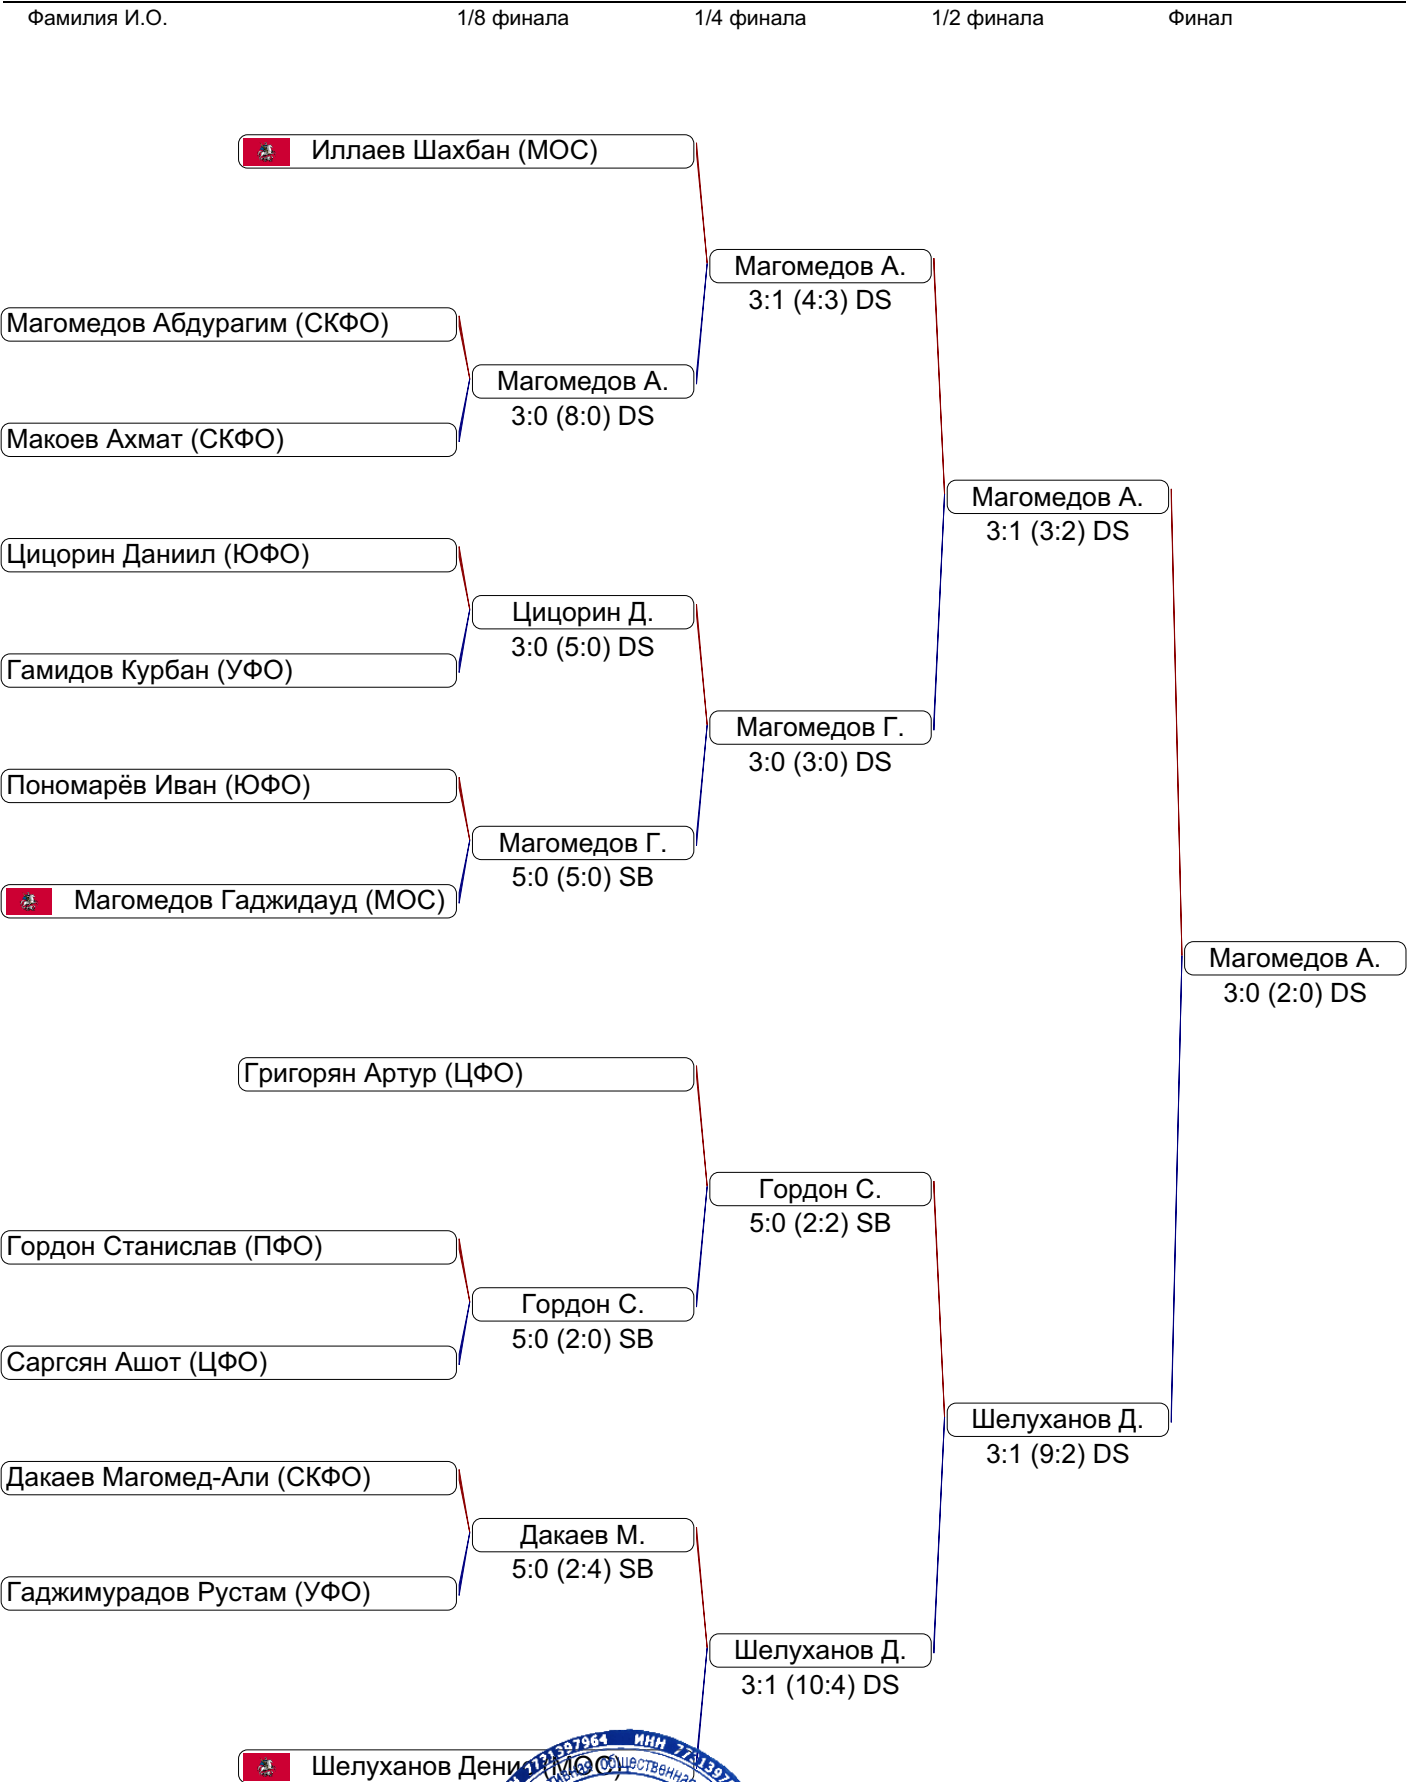 Фамилия И.О. 1/8 финала 1/4 финала 1/2 финала Финал
Иллаев Шахбан (МОС)
Магомедов А.
3:1 (4:3) DS
Магомедов Абдурагим (СКФО)
Магомедов А.
3:0 (8:0) DS
Макоев Ахмат (СКФО)
Магомедов А.
3:1 (3:2) DS
Цицорин Даниил (ЮФО)
Цицорин Д.
3:0 (5:0) DS
Гамидов Курбан (УФО)
Магомедов Г.
3:0 (3:0) DS
Пономарёв Иван (ЮФО)
Магомедов Г.
5:0 (5:0) SB
Магомедов Гаджидауд (МОС)
Магомедов А.
3:0 (2:0) DS
Григорян Артур (ЦФО)
Гордон С.
5:0 (2:2) SB
Гордон Станислав (ПФО)
Гордон С.
5:0 (2:0) SB
Саргсян Ашот (ЦФО)
Шелуханов Д.
3:1 (9:2) DS
Дакаев Магомед-Али (СКФО)
Дакаев М.
5:0 (2:4) SB
Гаджимурадов Рустам (УФО)
Шелуханов Д.
3:1 (10:4) DS
Шелуханов Денис (МОС)
ИНН